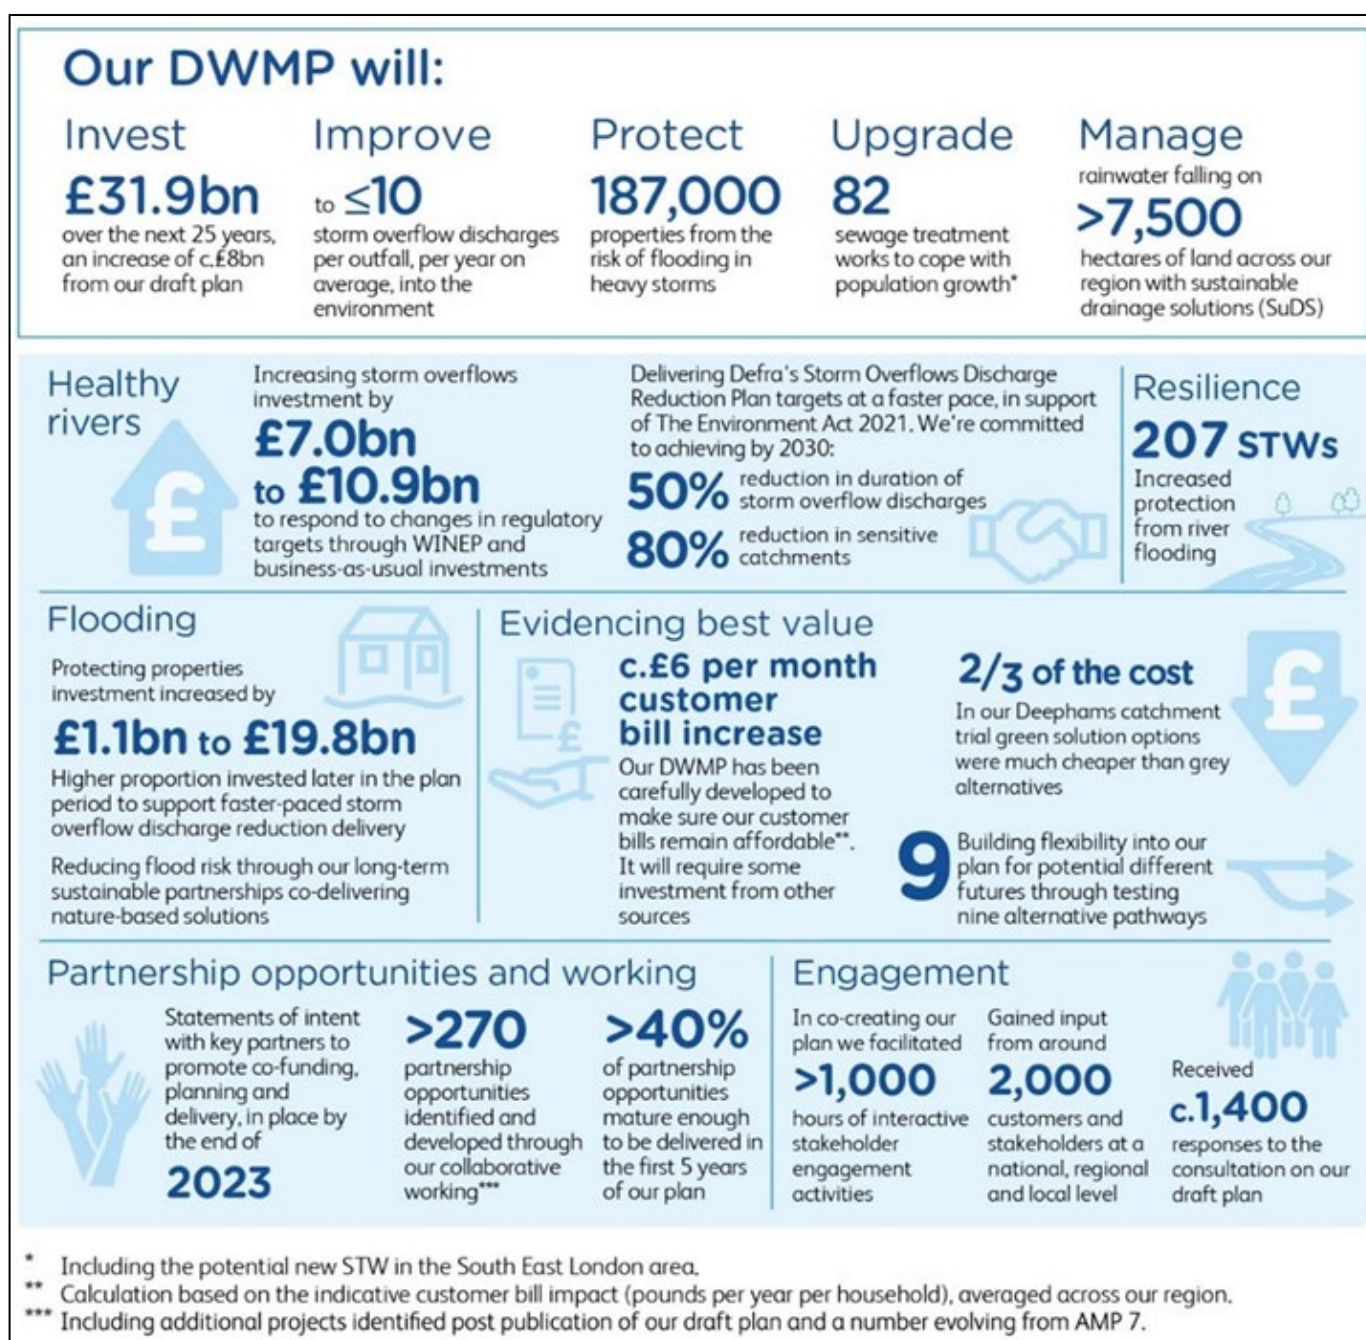 Our DWMP will:
Invest
£31.9bn
over the next 25 years,
an increase of c.£8bn
from our draft plan
Improve
to ≤10
storm overflow discharges
per outfall, per year on
average, into the
environment
Protect
187,000
properties from the
risk of flooding in
heavy storms
Upgrade
82
sewage treatment
works to cope with
population growth*
Manage
rainwater falling on
>7,500
hectares of land across our
region with sustainable
drainage solutions (SuDS)
Healthy
rivers
£
Increasing storm overflows
investment by
£7.0bn
to £10.9bn
to respond to changes in regulatory
targets through WINEP and
business-as-usual investments
Delivering Defra's Storm Overflows Discharge
Reduction Plan targets at a faster pace, in support
of The Environment Act 2021. We're committed
to achieving by 2030:
50% reduction in duration of
storm overflow discharges
80% reduction in sensitive
catchments
Resilience
207 STWs
Increased
protection
from river
flooding
Flooding
Protecting properties
investment increased by
£1.1bn to £19.8bn
Higher proportion invested later in the plan
period to support faster-paced storm
overflow discharge reduction delivery
Reducing flood risk through our long-term
sustainable partnerships co-delivering
nature-based solutions
Evidencing best value
£
c.£6 per month
customer
bill increase
Our DWMP has been
carefully developed to
make sure our customer
bills remain affordable**.
It will require some
investment from other
sources
2/3 of the cost
In our Deephams catchment
trial green solution options
were much cheaper than grey
alternatives
£
9
Building flexibility into our
plan for potential different
futures through testing
nine alternative pathways
Partnership opportunities and working
Statements of intent
with key partners to
promote co-funding,
planning and
delivery, in place by
the end of
2023
>270
partnership
opportunities
identified and
developed through
our collaborative
working***
>40%
of partnership
opportunities
mature enough
to be delivered in
the first 5 years
of our plan
Engagement
In co-creating our
plan we facilitated
>1,000
hours of interactive
stakeholder
engagement
activities
Gained input
from around
2,000
customers and
stakeholders at a
national, regional
and local level
Received
c.1,400
responses to the
consultation on our
draft plan
* Including the potential new STW in the South East London area.
** Calculation based on the indicative customer bill impact (pounds per year per household), averaged across our region.
*** Including additional projects identified post publication of our draft plan and a number evolving from AMP 7.